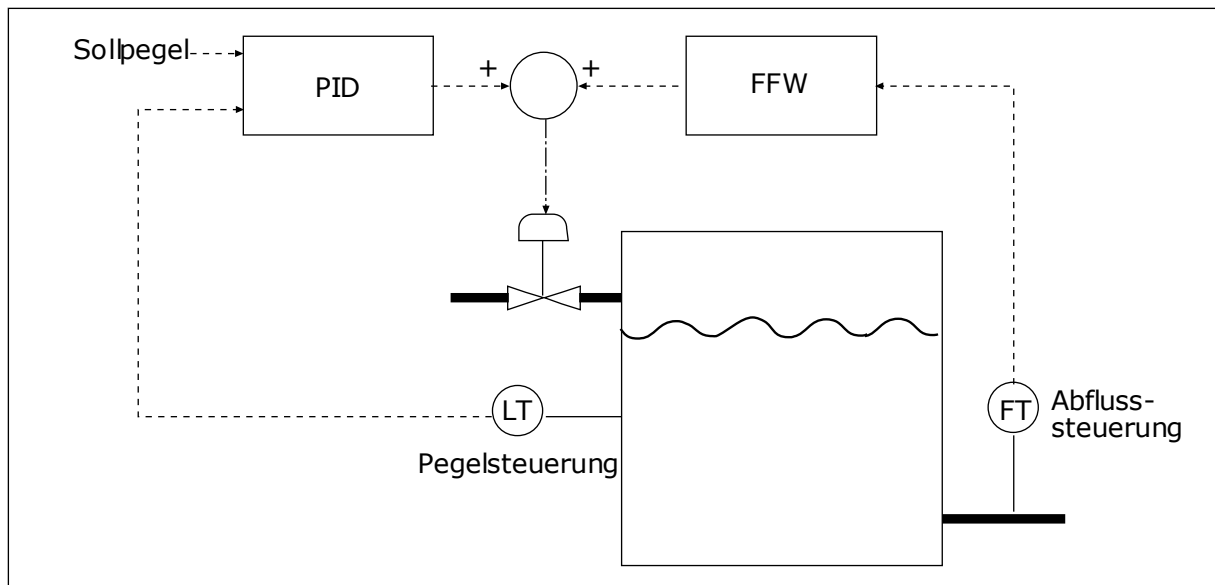 Sollpegel
PID
+
+
FFW
LT
Pegelsteuerung
FT
Abfluss-
steuerung